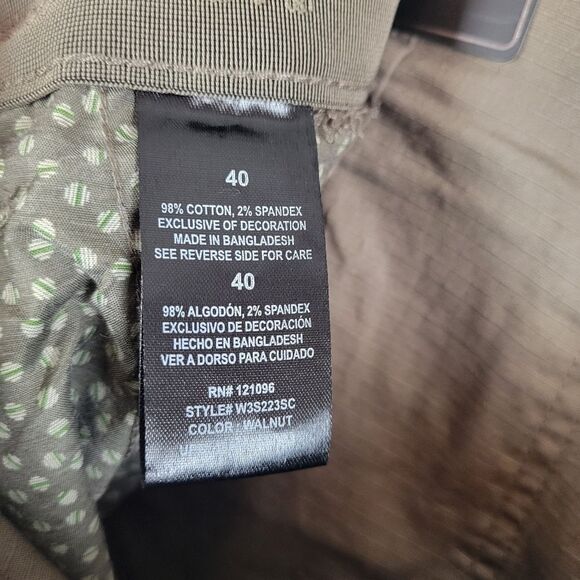 40
98% COTTON, 2% SPANDEX
EXCLUSIVE OF DECORATION
MADE IN BANGLADESH
SEE REVERSE SIDE FOR CARE
40
98% ALGODÓN, 2% SPANDEX
EXCLUSIVO DE DECORACIÓN
HECHO EN BANGLADESH
VER A DORSO PARA CUIDADO
RN# 121096
STYLE# W3S223SC
COLOR : WALNUT